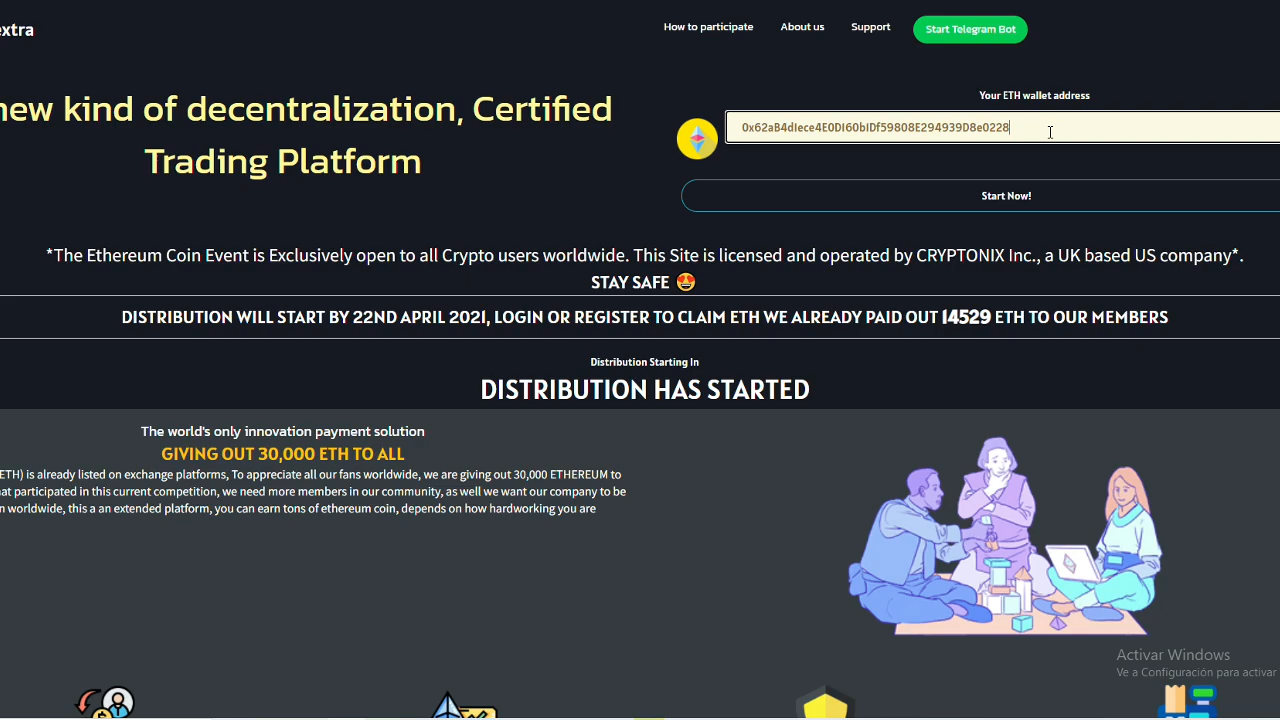 extra
How to participate
About us
Support
Start Telegram Bot
new kind of decentralization, Certified
Trading Platform
Your ETH wallet address
Start Now!
*The Ethereum Coin Event is Exclusively open to all Crypto users worldwide. This Site is licensed and operated by CRYPTONIX Inc., a UK based US company*.
STAY SAFE 🤩
DISTRIBUTION WILL START BY 22ND APRIL 2021, LOGIN OR REGISTER TO CLAIM ETH WE ALREADY PAID OUT 14529 ETH TO OUR MEMBERS
Distribution Starting In
DISTRIBUTION HAS STARTED
The world's only innovation payment solution
GIVING OUT 30,000 ETH TO ALL
ETH) is already listed on exchange platforms, To appreciate all our fans worldwide, we are giving out 30,000 ETHEREUM to
hat participated in this current competition, we need more members in our community, as well we want our company to be
n worldwide, this a an extended platform, you can earn tons of ethereum coin, depends on how hardworking you are
Activar Windows
Ve a Configuración para activar